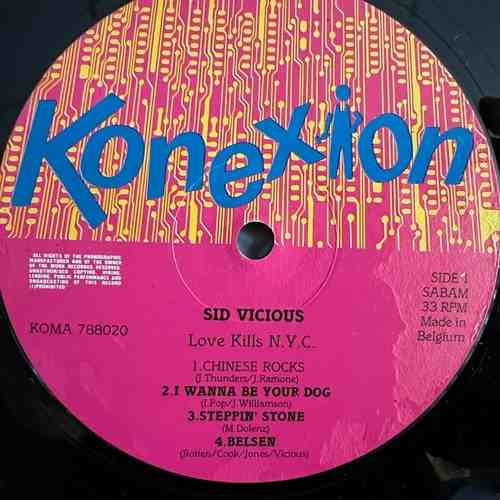 Konexion
ALL RIGHTS OF THE PHONOGRAPHIC
MANUFACTURER AND OF THE OWNER
OF THE WORK RECORDED RESERVED
UNAUTHORISED COPYING, HIRING,
LENDING, PUBLIC PERFORMANCE AND
BROADCASTING OF THIS RECORD
PROHIBITED
KOMA 788020
SIDE 1
SABAM
33 RPM
Made in
Belgium
SID VICIOUS
Love Kills N.Y.C.
1.CHINESE ROCKS
(J.Thunders/J.Ramone)
2.I WANNA BE YOUR DOG
(I.Pop/J.Williamson)
3.STEPPIN' STONE
(M.Dolenz)
4.BELSEN
(Rotten/Cook/Jones/Vicious)